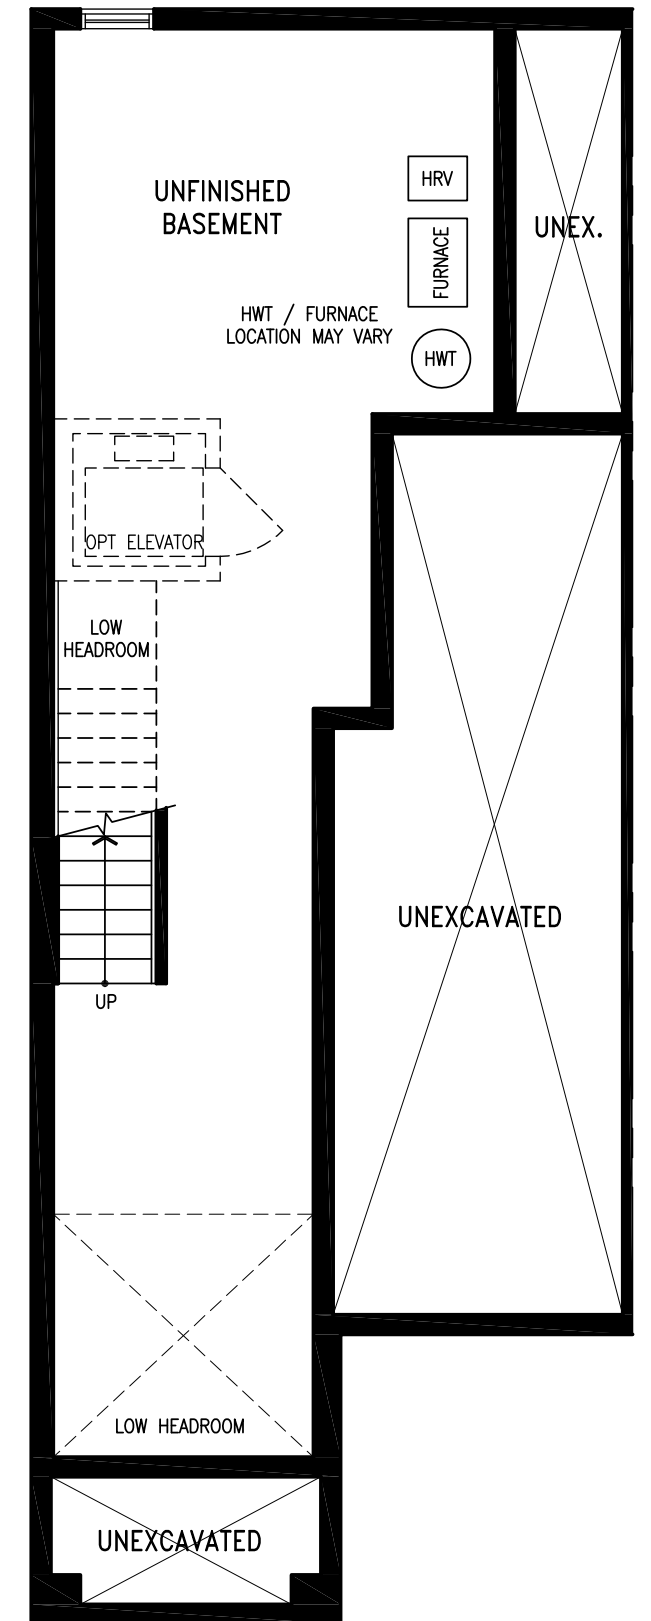 UNFINISHED
BASEMENT
HRV
UNEX.
FURNACE
HWT / FURNACE
LOCATION MAY VARY
HWT
OPT ELEVATOR
LOW
HEADROOM
UNEXCAVATED
UP
LOW HEADROOM
UNEXCAVATED